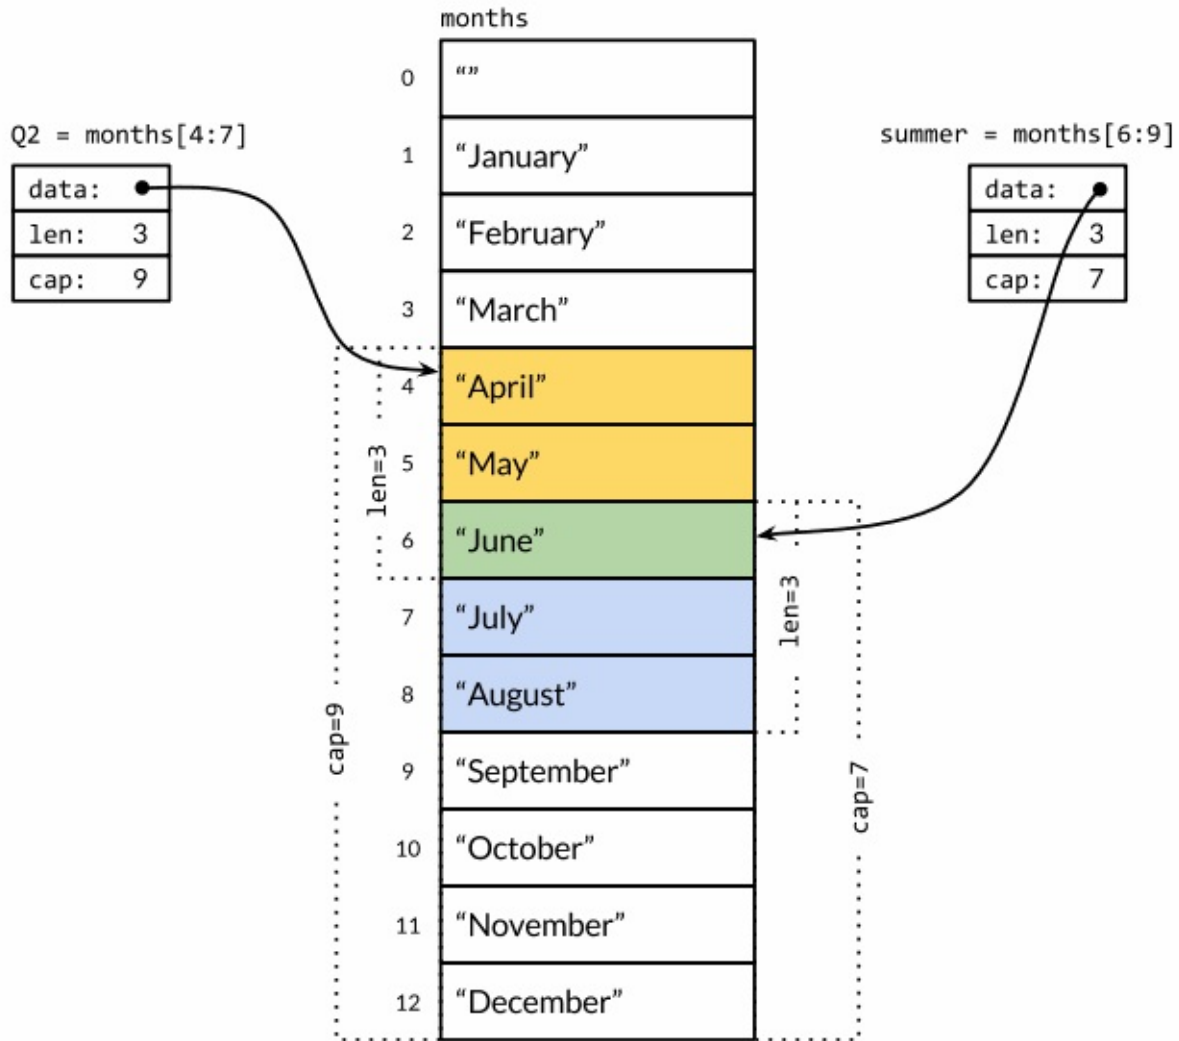 months
0 “”
Q2 = months[4:7]
data:
len: 3
cap: 9
summer = months[6:9]
data:
len: 3
cap: 7
1 “January”
2 “February”
3 “March”
4 “April”
5 “May”
6 “June”
7 “July”
8 “August”
9 “September”
10 “October”
11 “November”
12 “December”
len=3
cap=9
len=3
cap=7